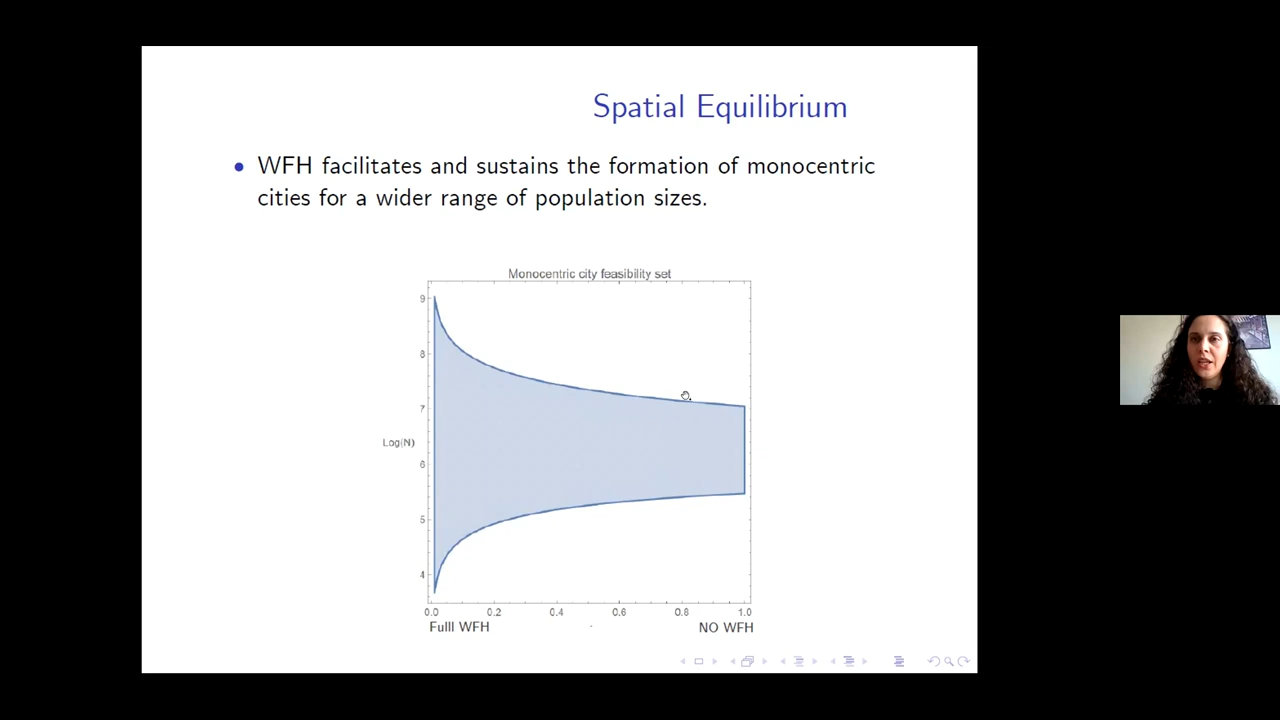 Spatial Equilibrium
• WFH facilitates and sustains the formation of monocentric
cities for a wider range of population sizes.
Monocentric city feasibility set
9
8
7
Log(N)
6
5
4
0.0 0.2 0.4 0.6 0.8 1.0
Fulll WFH NO WFH